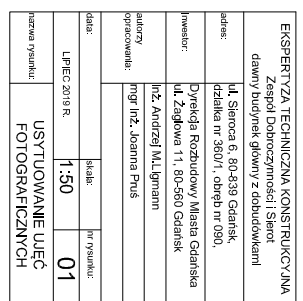 EKSPERTYZA TECHNICZNA KONSTRUKCYJNA
Zespół Dobroczynności i Sierot
dawny budynek główny z dobudówkami
adres:
ul. Sieroca 6, 80-839 Gdańsk,
działka nr 360/1, obręb nr 090,
inwestor:
Dyrekcja Rozbudowy Miasta Gdańska
ul. Żaglowa 11, 80-560 Gdańsk
autorzy
opracowania:
inż. Andrzej M.Ligmann
mgr inż. Joanna Pruś
data:
skala:
nr rysunku:
LIPIEC 2019 R.
1:50
01
nazwa rysunku:
USYTUOWANIE UJĘĆ
FOTOGRAFICZNYCH